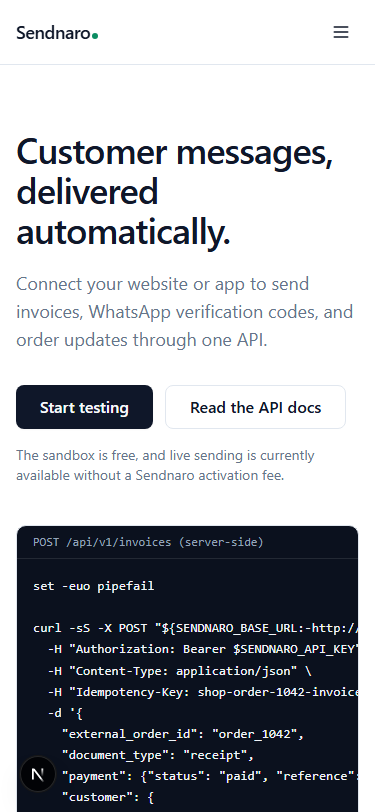 Sendnaro
Customer messages,
delivered
automatically.
Connect your website or app to send
invoices, WhatsApp verification codes, and
order updates through one API.
Start testing
Read the API docs
The sandbox is free, and live sending is currently
available without a Sendnaro activation fee.
POST /api/v1/invoices (server-side)
set -euo pipefail
curl -sS -X POST "${SENDNARO_BASE_URL:-http:/
-H "Authorization: Bearer $SENDNARO_API_KEY"
-H "Content-Type: application/json" \
-H "Idempotency-Key: shop-order-1042-invoice
-d '{
"external_order_id": "order_1042",
"document_type": "receipt",
"payment": {"status": "paid", "reference":
"customer": {
N